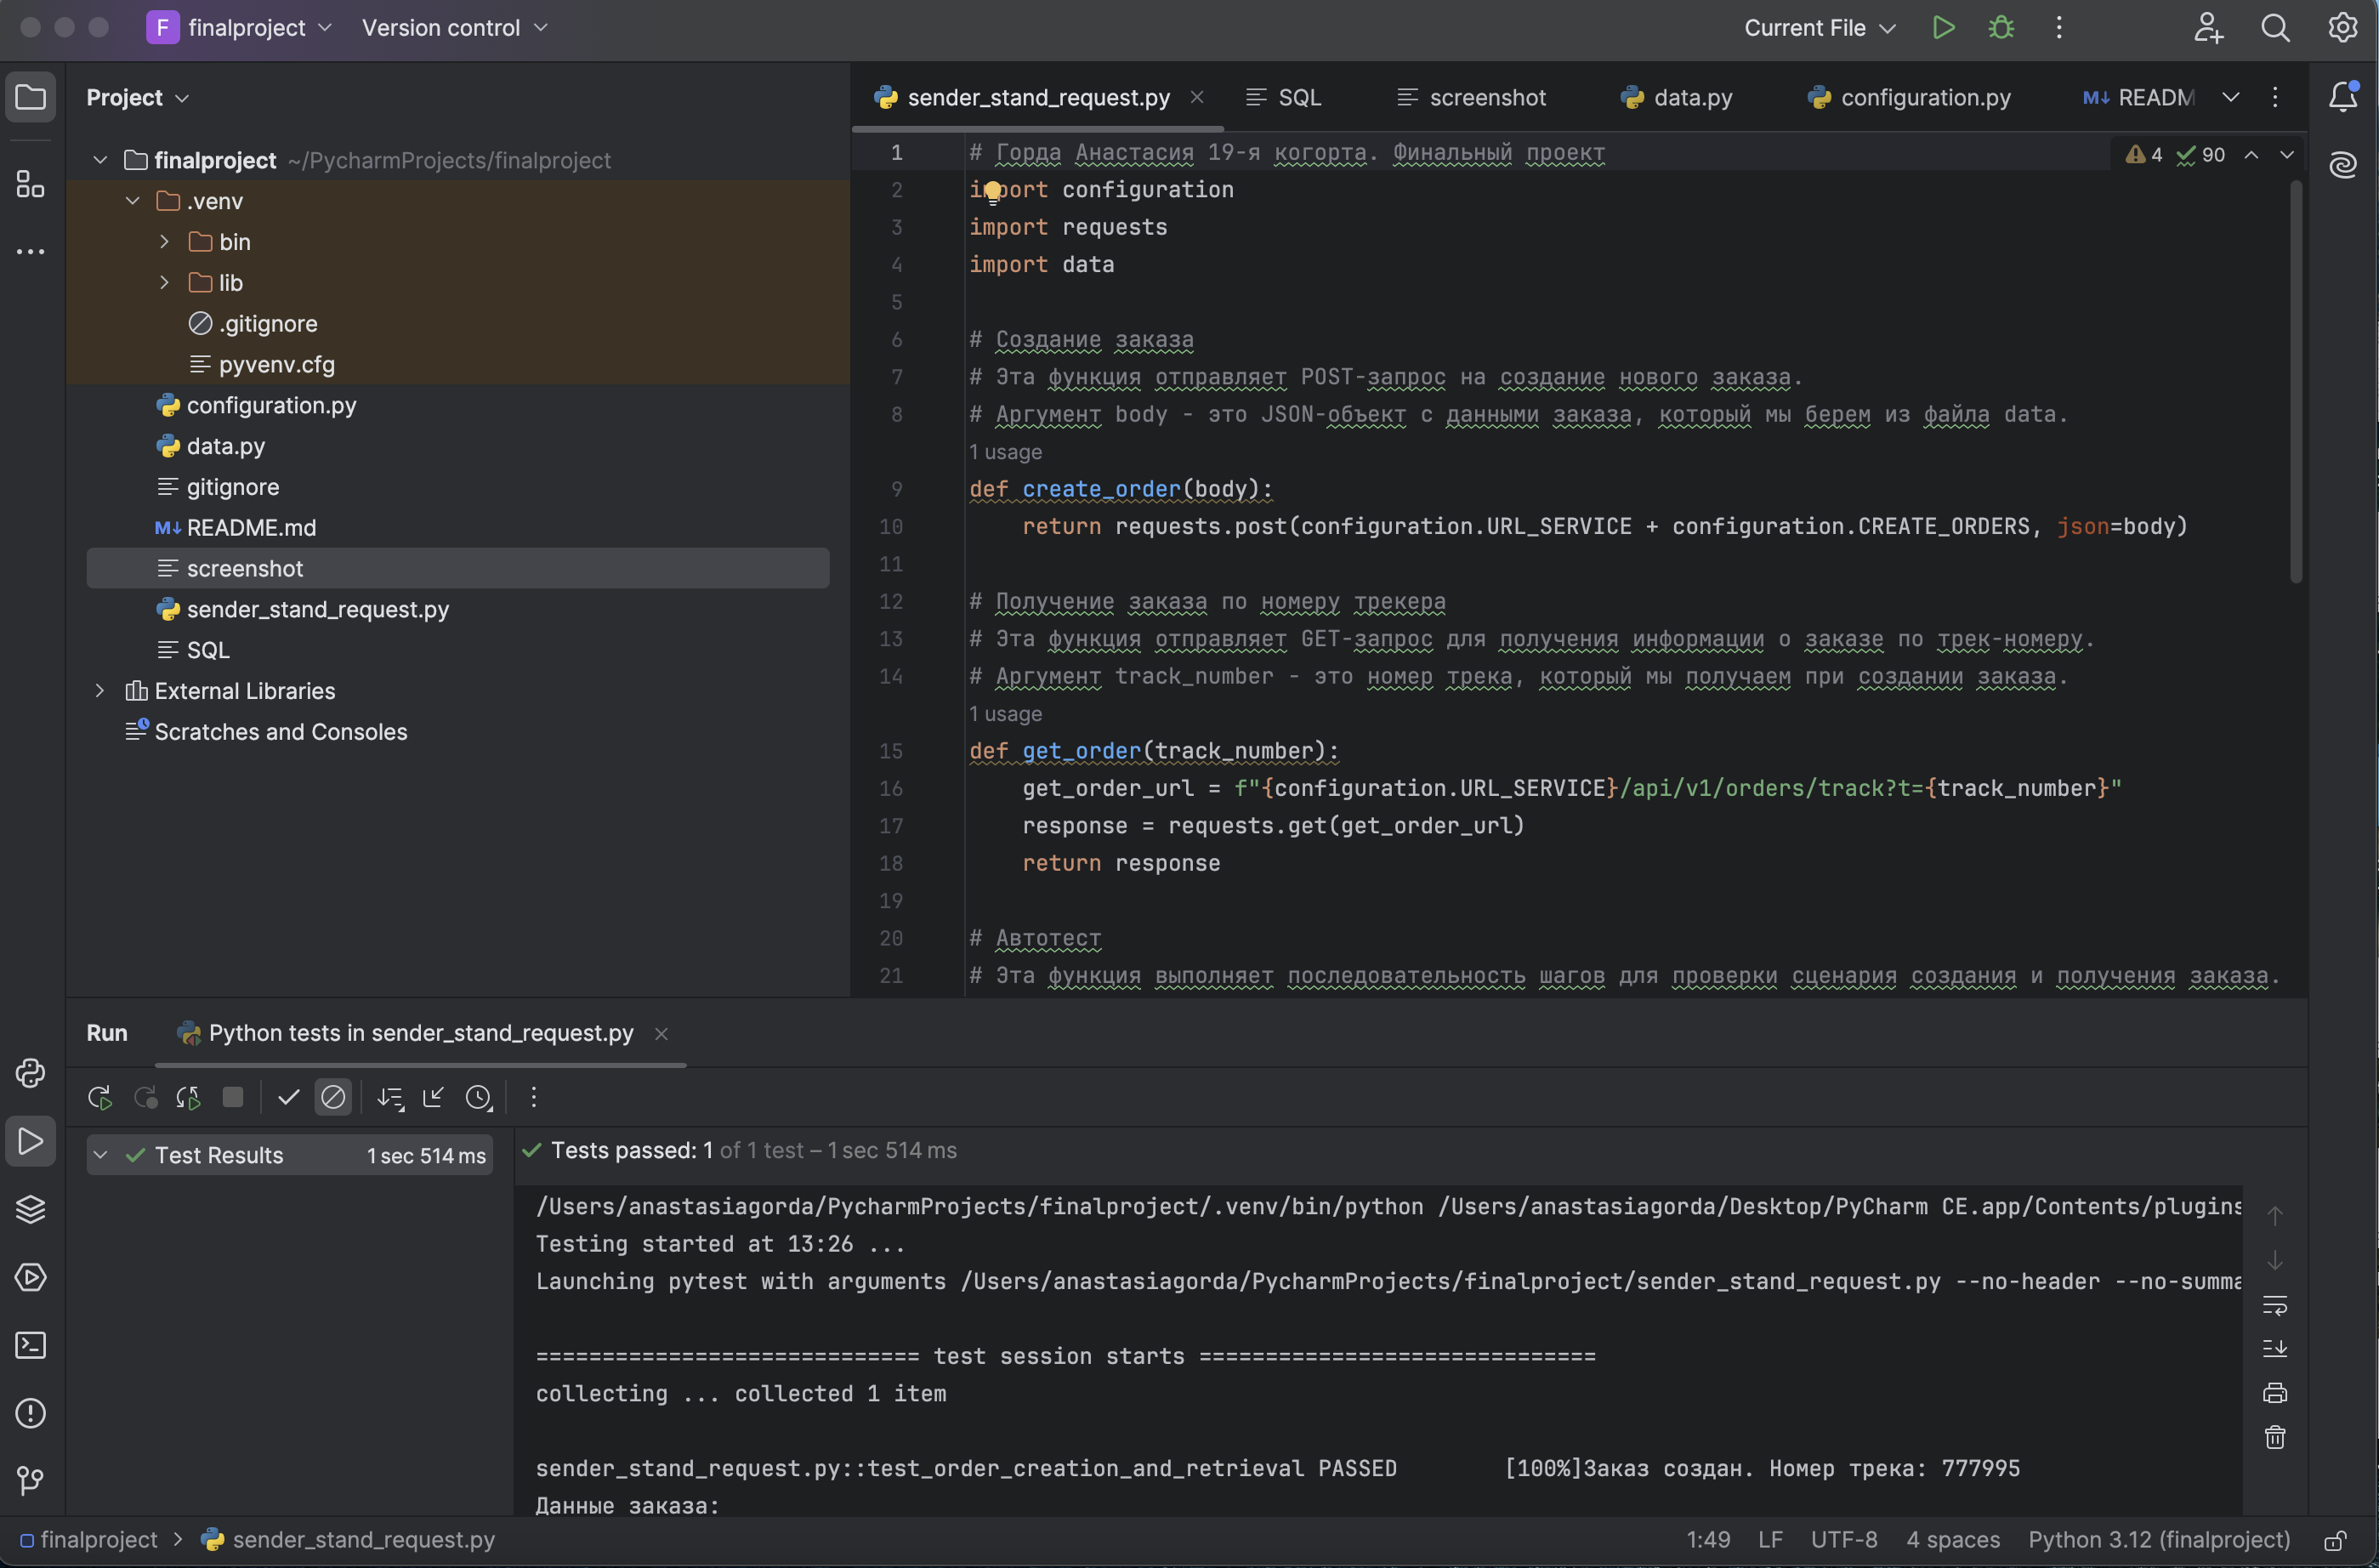 F finalproject Version control Current File
Project
finalproject ~/PycharmProjects/finalproject
.venv
bin
lib
.gitignore
pyvenv.cfg
configuration.py
data.py
gitignore
M↓ README.md
screenshot
sender_stand_request.py
SQL
External Libraries
Scratches and Consoles
sender_stand_request.py SQL screenshot data.py configuration.py M↓ READM
4 90
1 # Горда Анастасия 19-я когорта. Финальный проект
2 import configuration
3 import requests
4 import data
5
6 # Создание заказа
7 # Эта функция отправляет POST-запрос на создание нового заказа.
8 # Аргумент body - это JSON-объект с данными заказа, который мы берем из файла data.
1 usage
9 def create_order(body):
10 return requests.post(configuration.URL_SERVICE + configuration.CREATE_ORDERS, json=body)
11
12 # Получение заказа по номеру трекера
13 # Эта функция отправляет GET-запрос для получения информации о заказе по трек-номеру.
14 # Аргумент track_number - это номер трека, который мы получаем при создании заказа.
1 usage
15 def get_order(track_number):
16 get_order_url = f"{configuration.URL_SERVICE}/api/v1/orders/track?t={track_number}"
17 response = requests.get(get_order_url)
18 return response
19
20 # Автотест
21 # Эта функция выполняет последовательность шагов для проверки сценария создания и получения заказа.
Run Python tests in sender_stand_request.py
Test Results 1 sec 514 ms
Tests passed: 1 of 1 test – 1 sec 514 ms
/Users/anastasiagorda/PycharmProjects/finalproject/.venv/bin/python /Users/anastasiagorda/Desktop/PyCharm CE.app/Contents/plugins
Testing started at 13:26 ...
Launching pytest with arguments /Users/anastasiagorda/PycharmProjects/finalproject/sender_stand_request.py --no-header --no-summa
============================= test session starts ==============================
collecting ... collected 1 item
sender_stand_request.py::test_order_creation_and_retrieval PASSED [100%]Заказ создан. Номер трека: 777995
Данные заказа:
finalproject > sender_stand_request.py
1:49 LF UTF-8 4 spaces Python 3.12 (finalproject)